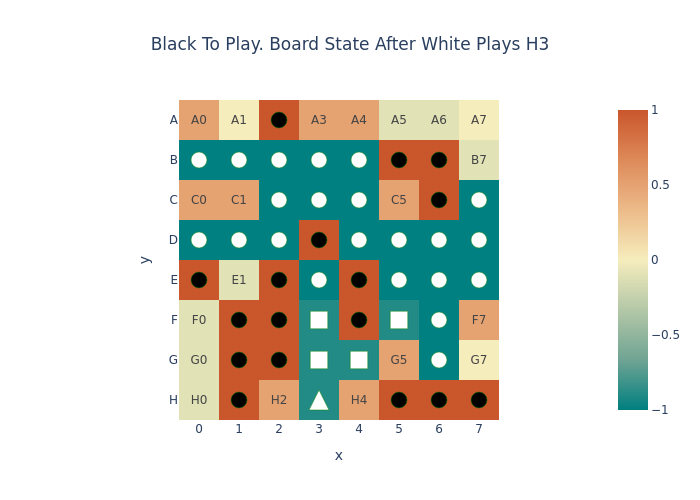 Black To Play. Board State After White Plays H3
A A0 A1 A3 A4 A5 A6 A7 1
B B7
C C0 C1 C5 0.5
D
y 0
E E1
F F0 F7 −0.5
G G0 G5 G7
H H0 H2 H4 −1
0 1 2 3 4 5 6 7
x